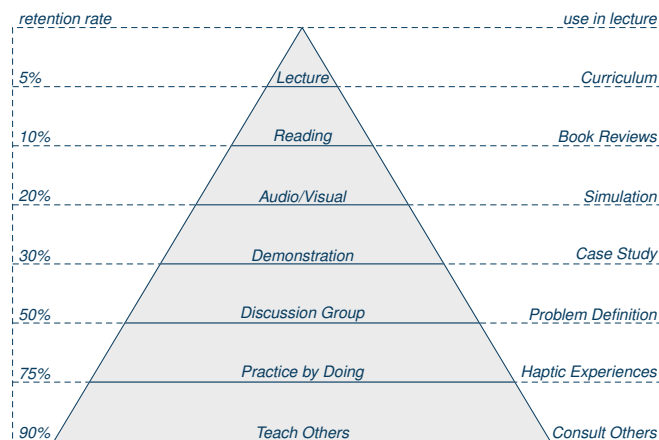 retention rate use in lecture
5% Lecture Curriculum
10% Reading Book Reviews
20% Audio/Visual Simulation
30% Demonstration Case Study
50% Discussion Group Problem Definition
75% Practice by Doing Haptic Experiences
90% Teach Others Consult Others